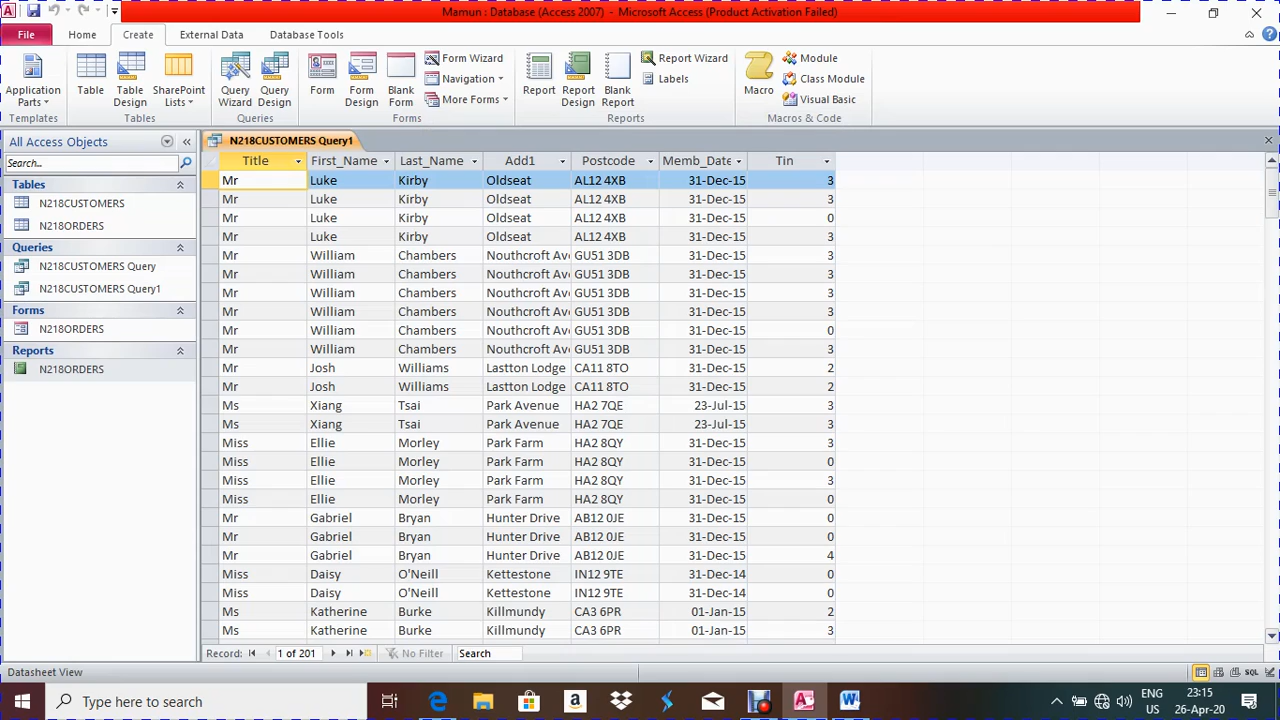 Mamun : Database (Access 2007) - Microsoft Access (Product Activation Failed)
File Home Create External Data Database Tools
Application Parts Table Table Design SharePoint Lists Query Wizard Query Design Form Form Design Blank Form Form Wizard Navigation More Forms Report Report Design Blank Report Report Wizard Labels Macro Module Class Module Visual Basic
Templates Tables Queries Forms Reports Macros & Code
All Access Objects
Search...
Tables
N218CUSTOMERS
N218ORDERS
Queries
N218CUSTOMERS Query
N218CUSTOMERS Query1
Forms
N218ORDERS
Reports
N218ORDERS
N218CUSTOMERS Query1
Title First_Name Last_Name Add1 Postcode Memb_Date Tin
Mr Luke Kirby Oldseat AL12 4XB 31-Dec-15 3
Mr Luke Kirby Oldseat AL12 4XB 31-Dec-15 3
Mr Luke Kirby Oldseat AL12 4XB 31-Dec-15 0
Mr Luke Kirby Oldseat AL12 4XB 31-Dec-15 3
Mr William Chambers Nouthcroft Av GU51 3DB 31-Dec-15 3
Mr William Chambers Nouthcroft Av GU51 3DB 31-Dec-15 3
Mr William Chambers Nouthcroft Av GU51 3DB 31-Dec-15 3
Mr William Chambers Nouthcroft Av GU51 3DB 31-Dec-15 3
Mr William Chambers Nouthcroft Av GU51 3DB 31-Dec-15 0
Mr William Chambers Nouthcroft Av GU51 3DB 31-Dec-15 3
Mr Josh Williams Lastton Lodge CA11 8TO 31-Dec-15 2
Mr Josh Williams Lastton Lodge CA11 8TO 31-Dec-15 2
Ms Xiang Tsai Park Avenue HA2 7QE 23-Jul-15 3
Ms Xiang Tsai Park Avenue HA2 7QE 23-Jul-15 3
Miss Ellie Morley Park Farm HA2 8QY 31-Dec-15 3
Miss Ellie Morley Park Farm HA2 8QY 31-Dec-15 0
Miss Ellie Morley Park Farm HA2 8QY 31-Dec-15 3
Miss Ellie Morley Park Farm HA2 8QY 31-Dec-15 0
Mr Gabriel Bryan Hunter Drive AB12 0JE 31-Dec-15 0
Mr Gabriel Bryan Hunter Drive AB12 0JE 31-Dec-15 0
Mr Gabriel Bryan Hunter Drive AB12 0JE 31-Dec-15 4
Miss Daisy O'Neill Kettestone IN12 9TE 31-Dec-14 0
Miss Daisy O'Neill Kettestone IN12 9TE 31-Dec-14 0
Ms Katherine Burke Killmundy CA3 6PR 01-Jan-15 2
Ms Katherine Burke Killmundy CA3 6PR 01-Jan-15 3
Record: 1 of 201 No Filter Search
Datasheet View SQL
Type here to search ENG UK 23:15 26-Apr-20